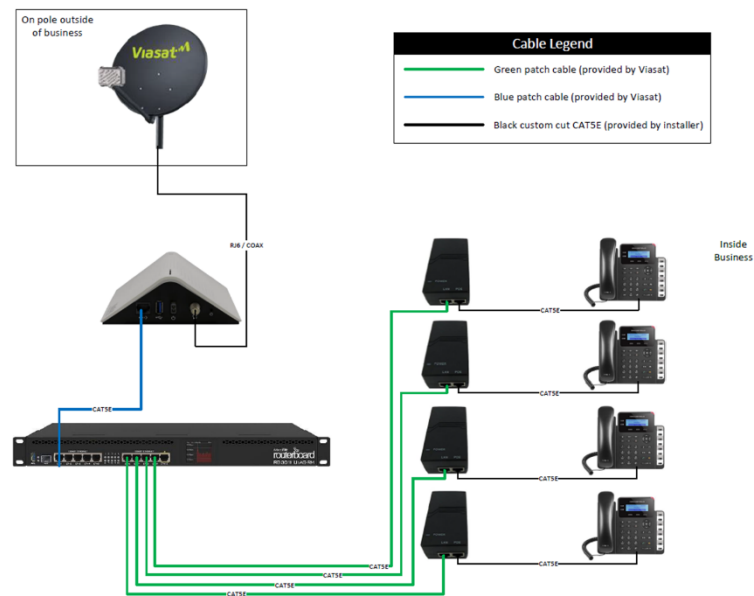 On pole outside
of business
Viasat
Cable Legend
Green patch cable (provided by Viasat)
Blue patch cable (provided by Viasat)
Black custom cut CAT5E (provided by installer)
RJ6 / COAX
Inside
Business
CAT5E
CAT5E
CAT5E
CAT5E
CAT5E
routerboard
CAT5E
CAT5E
CAT5E
CAT5E